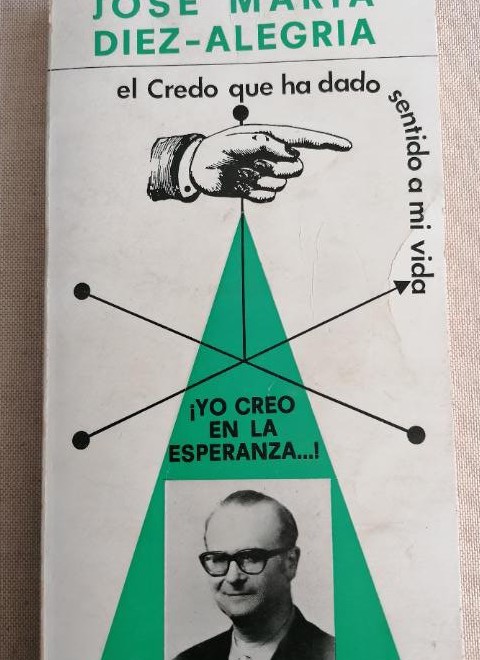 JOSE MARIA
DIEZ-ALEGRIA
el Credo que ha dado
sentido a mi vida
¡YO CREO
EN LA
ESPERANZA...!